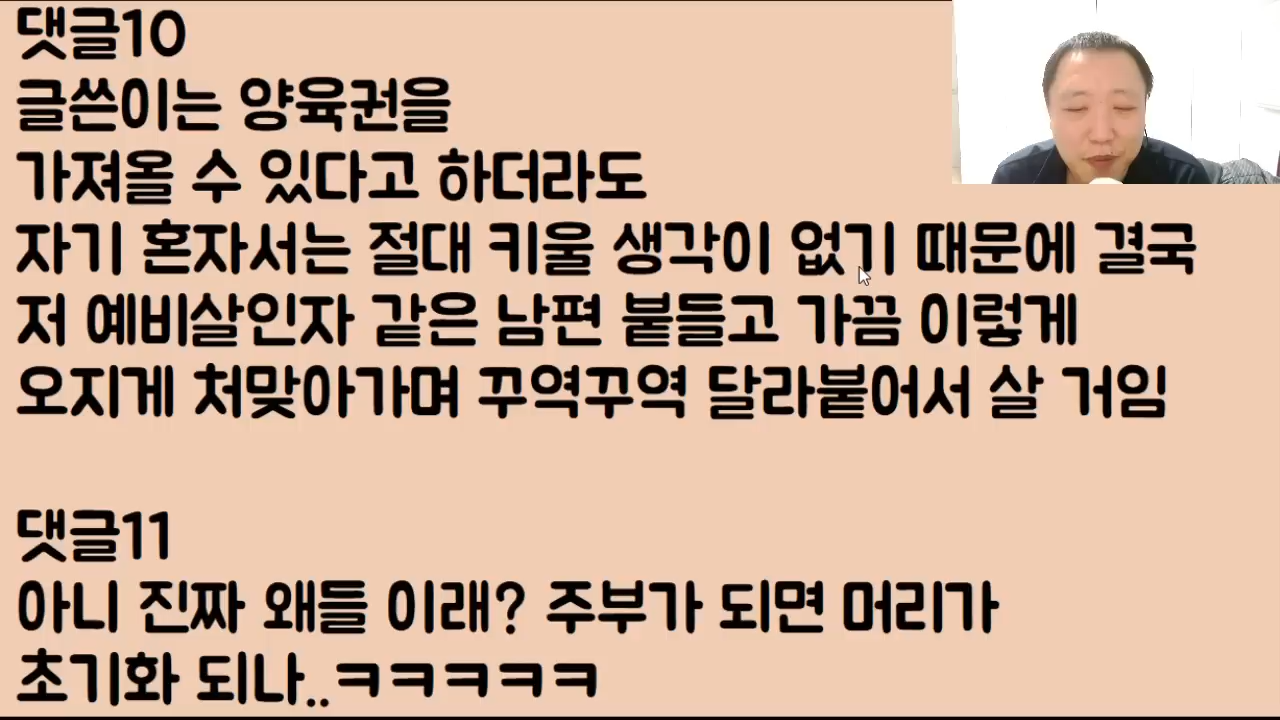 댓글10
글쓴이는 양육권을
가져올 수 있다고 하더라도
자기 혼자서는 절대 키울 생각이 없기 때문에 결국
저 예비살인자 같은 남편 붙들고 가끔 이렇게
오지게 처맞아가며 꾸역꾸역 달라붙어서 살 거임
댓글11
아니 진짜 왜들 이래? 주부가 되면 머리가
초기화 되나..ㅋㅋㅋㅋㅋ